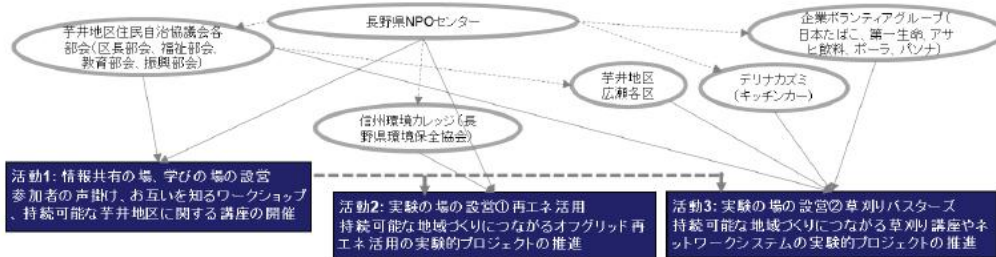 長野県NPOセンター
芋井地区住民自治協議会各
部会(区長部会、福祉部会、
教育部会、振興部会)
企業ボランティアグループ(
日本たばこ、第一生命、アサ
ヒ飲料、ポーラ、パソナ)
芋井地区
広瀬各区
デリナカズミ
(キッチンカー)
信州環境カレッジ(長
野県環境保全協会)
活動1: 情報共有の場、学びの場の設営
参加者の声掛け、お互いを知るワークショップ
、持続可能な芋井地区に関する講座の開催
活動2: 実験の場の設営①再エネ活用
持続可能な地域づくりにつながるオフグリッド再
エネ活用の実験的プロジェクトの推進
活動3: 実験の場の設営②草刈りバスターズ
持続可能な地域づくりにつながる草刈り講座やネ
ットワークシステムの実験的プロジェクトの推進